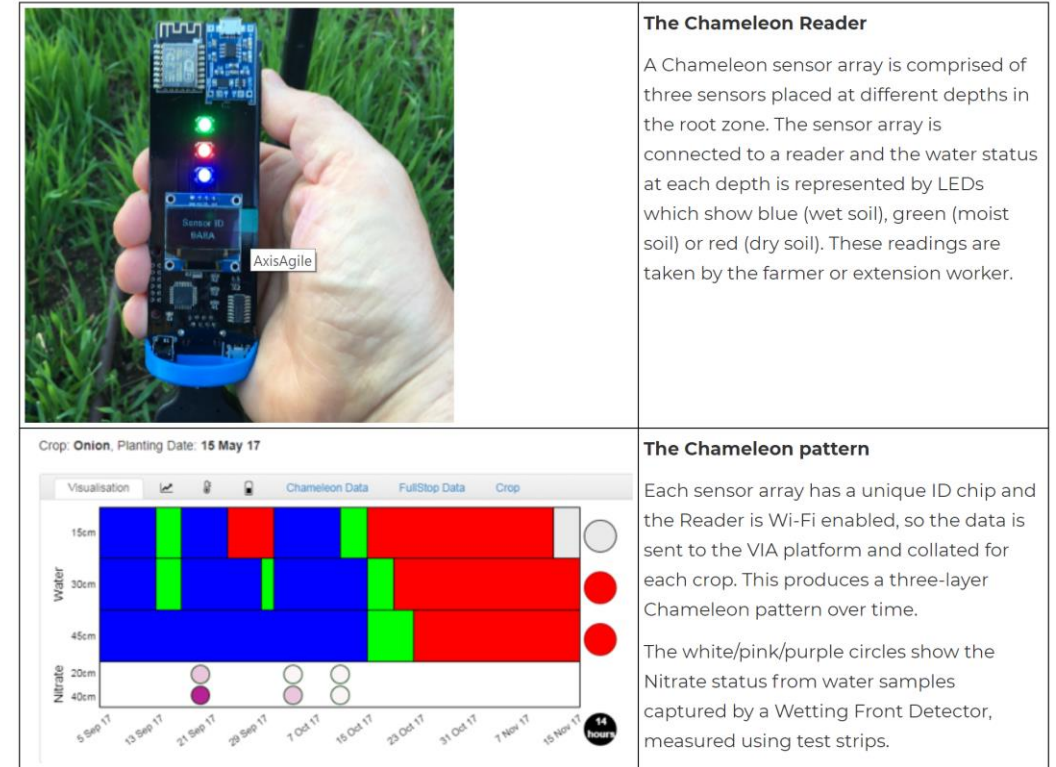 The Chameleon Reader
A Chameleon sensor array is comprised of
three sensors placed at different depths in
the root zone. The sensor array is
connected to a reader and the water status
at each depth is represented by LEDs
which show blue (wet soil), green (moist
soil) or red (dry soil). These readings are
taken by the farmer or extension worker.
Sensor ID
AxisAgile
Crop: Onion, Planting Date: 15 May 17
Visualisation
Chameleon Data
FullStop Data
Crop
Water
15cm
30cm
45cm
Nitrate
20cm
40cm
5 Sep 17
13 Sep 17
21 Sep 17
29 Sep 17
7 Oct 17
15 Oct 17
23 Oct 17
31 Oct 17
7 Nov 17
15 Nov 17
14
hours
The Chameleon pattern
Each sensor array has a unique ID chip and
the Reader is Wi-Fi enabled, so the data is
sent to the VIA platform and collated for
each crop. This produces a three-layer
Chameleon pattern over time.
The white/pink/purple circles show the
Nitrate status from water samples
captured by a Wetting Front Detector,
measured using test strips.